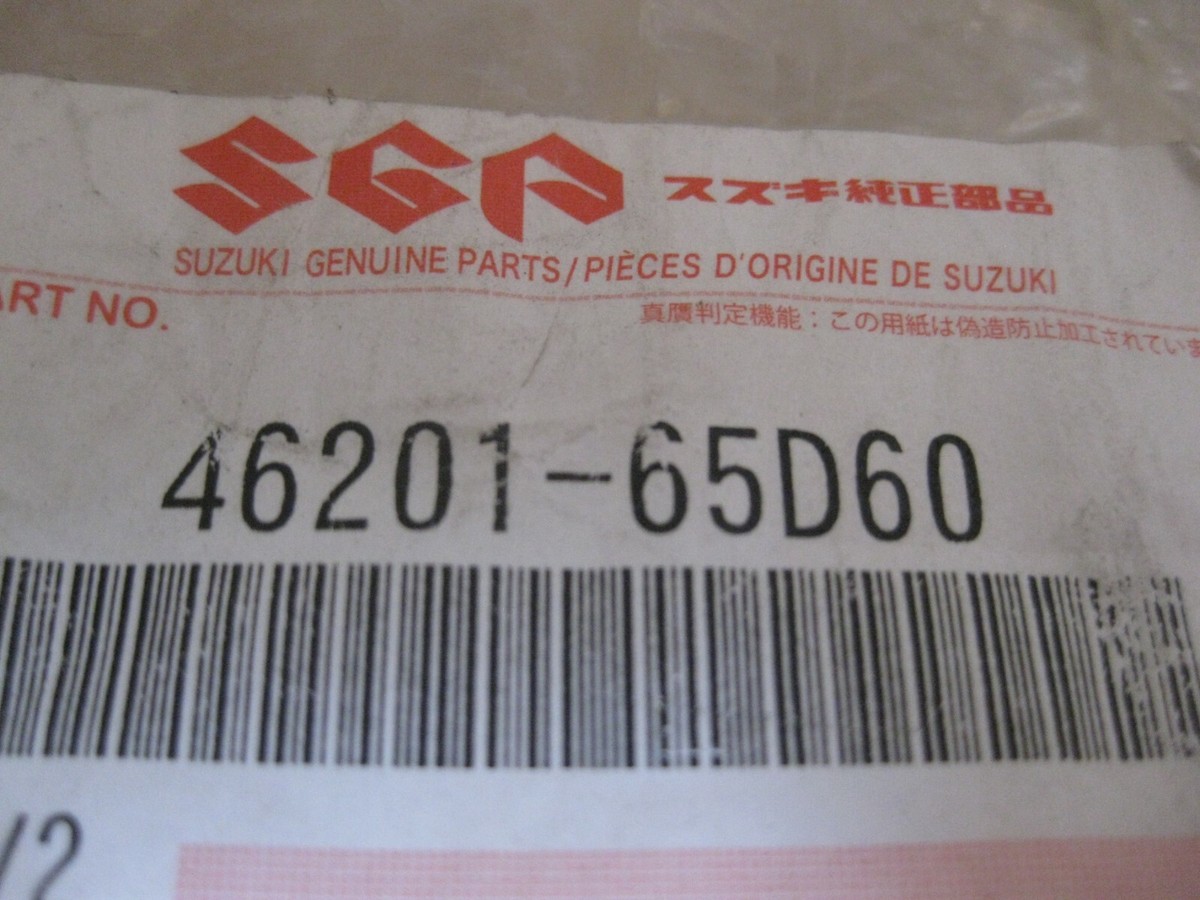 SGP スズキ純正部品
SUZUKI GENUINE PARTS/PIÈCES D'ORIGINE DE SUZUKI
ART NO.
真贋判定機能：この用紙は偽造防止加工されていま
46201-65D60
/2